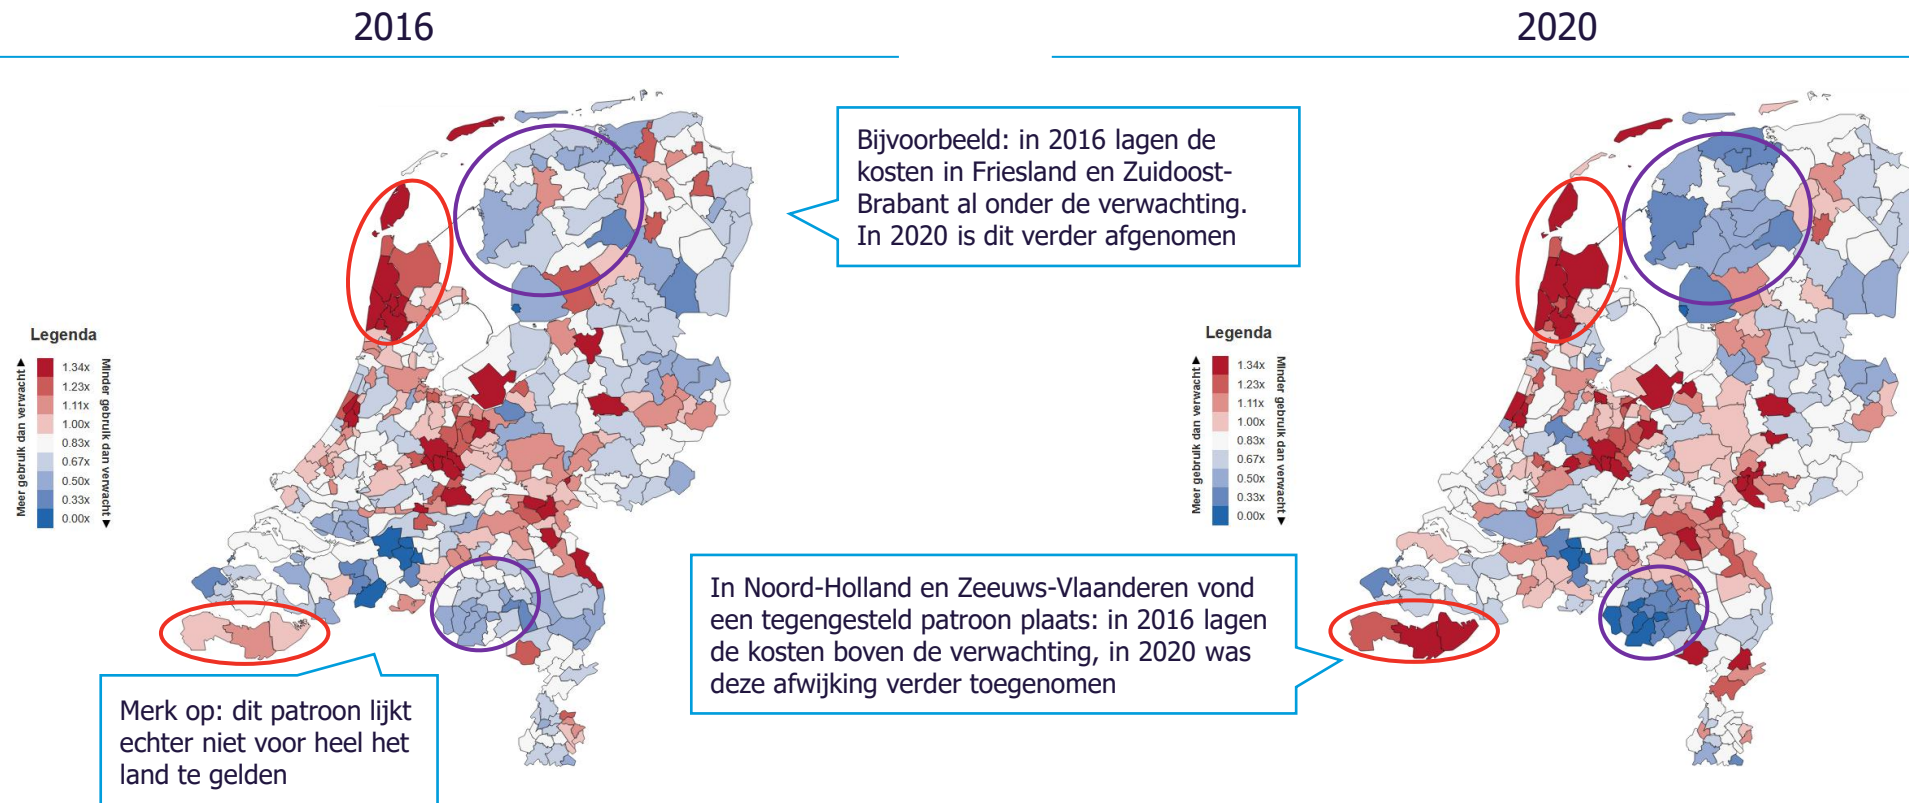 2016
2020
Bijvoorbeeld: in 2016 lagen de
kosten in Friesland en Zuidoost-
Brabant al onder de verwachting.
In 2020 is dit verder afgenomen
Legenda
Meer gebruik dan verwacht ▶
1.34x
1.23x
1.11x
1.00x
0.83x
0.67x
0.50x
0.33x
0.00x
Minder gebruik dan verwacht ▶
Legenda
Meer gebruik dan verwacht ▶
1.34x
1.23x
1.11x
1.00x
0.83x
0.67x
0.50x
0.33x
0.00x
Minder gebruik dan verwacht ▶
In Noord-Holland en Zeeuws-Vlaanderen vond
een tegengesteld patroon plaats: in 2016 lagen
de kosten boven de verwachting, in 2020 was
deze afwijking verder toegenomen
Merk op: dit patroon lijkt
echter niet voor heel het
land te gelden